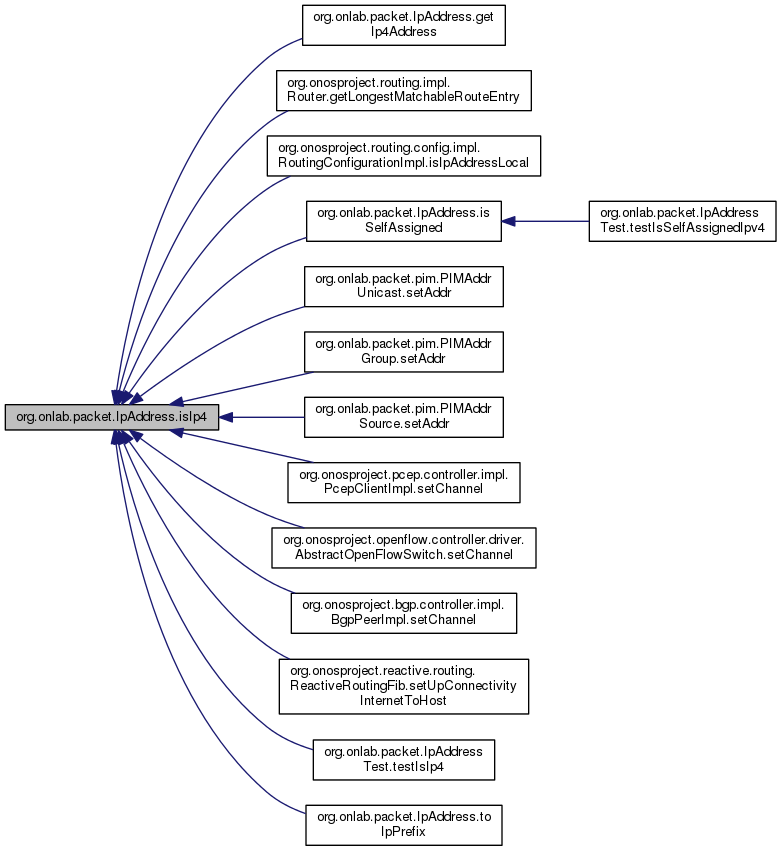 org.onlab.packet.IpAddress.get
Ip4Address
org.onosproject.routing.impl.
Router.getLongestMatchableRouteEntry
org.onosproject.routing.config.impl.
RoutingConfigurationImpl.isIpAddressLocal
org.onlab.packet.IpAddress.is
SelfAssigned
org.onlab.packet.IpAddress
Test.testIsSelfAssignedIpv4
org.onlab.packet.pim.PIMAddr
Unicast.setAddr
org.onlab.packet.pim.PIMAddr
Group.setAddr
org.onlab.packet.IpAddress.isIp4
org.onlab.packet.pim.PIMAddr
Source.setAddr
org.onosproject.pcep.controller.impl.
PcepClientImpl.setChannel
org.onosproject.openflow.controller.driver.
AbstractOpenFlowSwitch.setChannel
org.onosproject.bgp.controller.impl.
BgpPeerImpl.setChannel
org.onosproject.reactive.routing.
ReactiveRoutingFib.setUpConnectivity
InternetToHost
org.onlab.packet.IpAddress
Test.testIsIp4
org.onlab.packet.IpAddress.to
IpPrefix